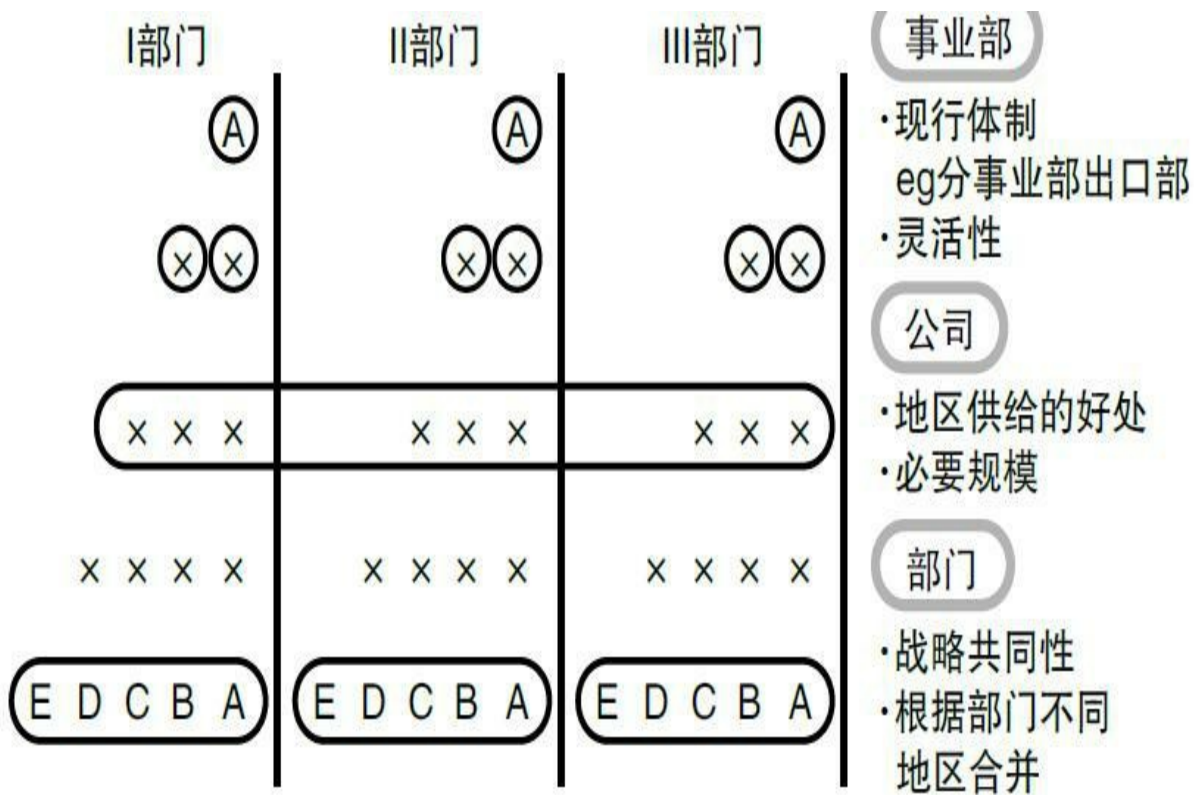 I部门 II部门 III部门
A A A
× × × × × ×
× × × × × × × × ×
× × × × × × × × × × × ×
E D C B A E D C B A E D C B A
事业部
·现行体制
eg分事业部出口部
·灵活性
公司
·地区供给的好处
·必要规模
部门
·战略共同性
·根据部门不同
地区合并